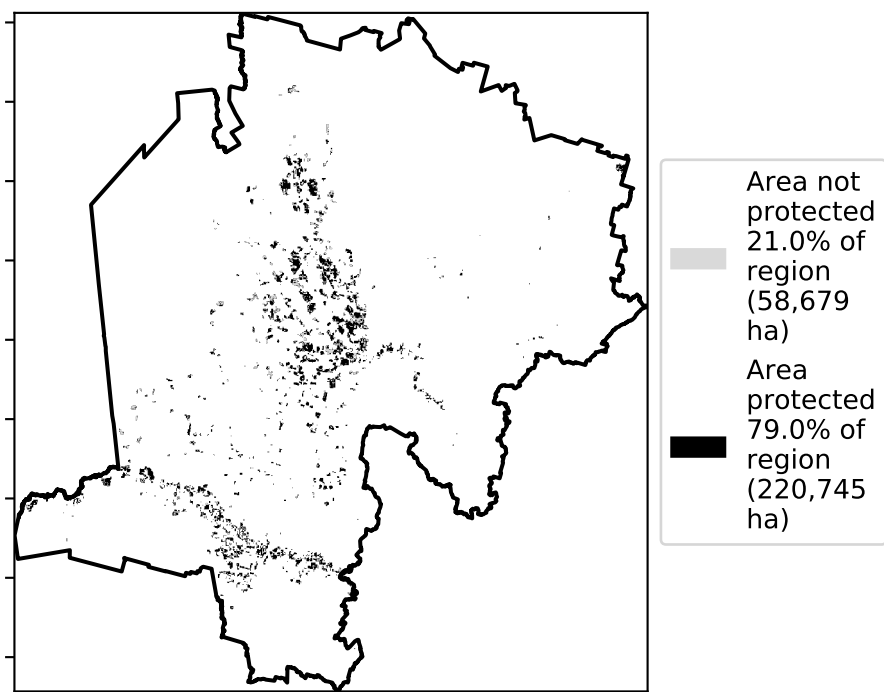 Area not
protected
21.0% of
region
(58,679
ha)
Area
protected
79.0% of
region
(220,745
ha)